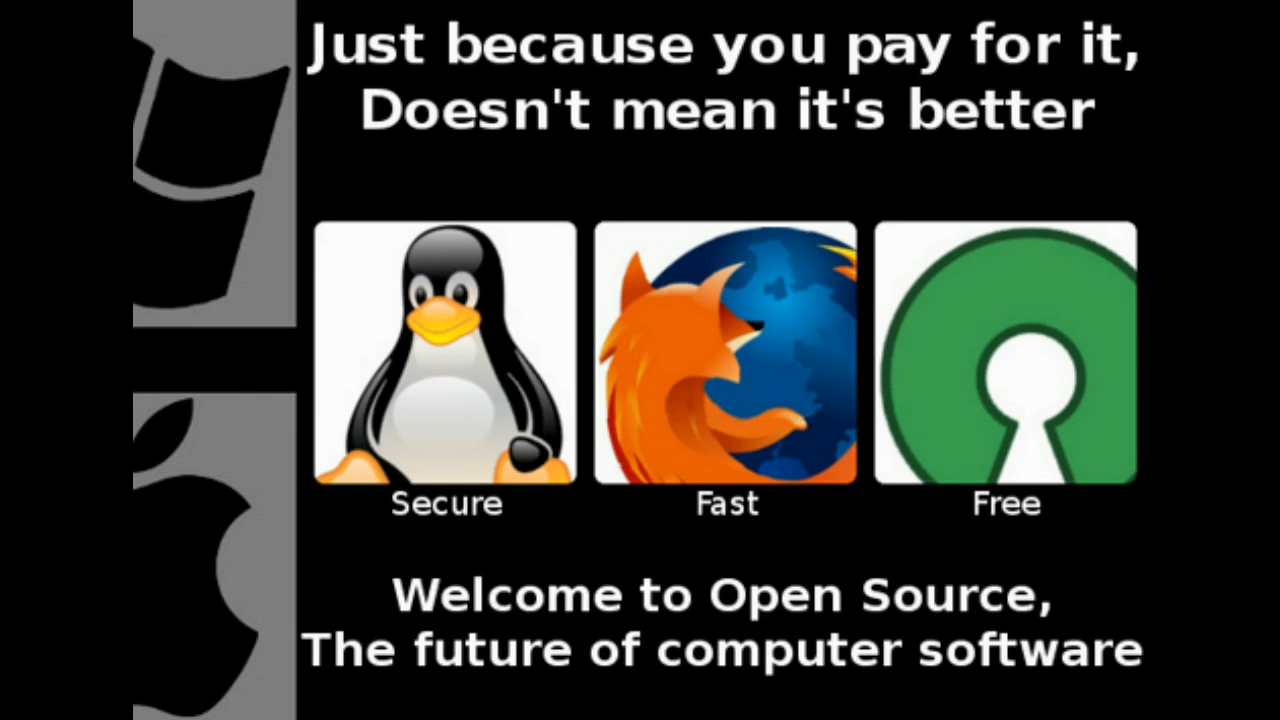 Just because you pay for it,
Doesn't mean it's better
Secure
Fast
Free
Welcome to Open Source,
The future of computer software